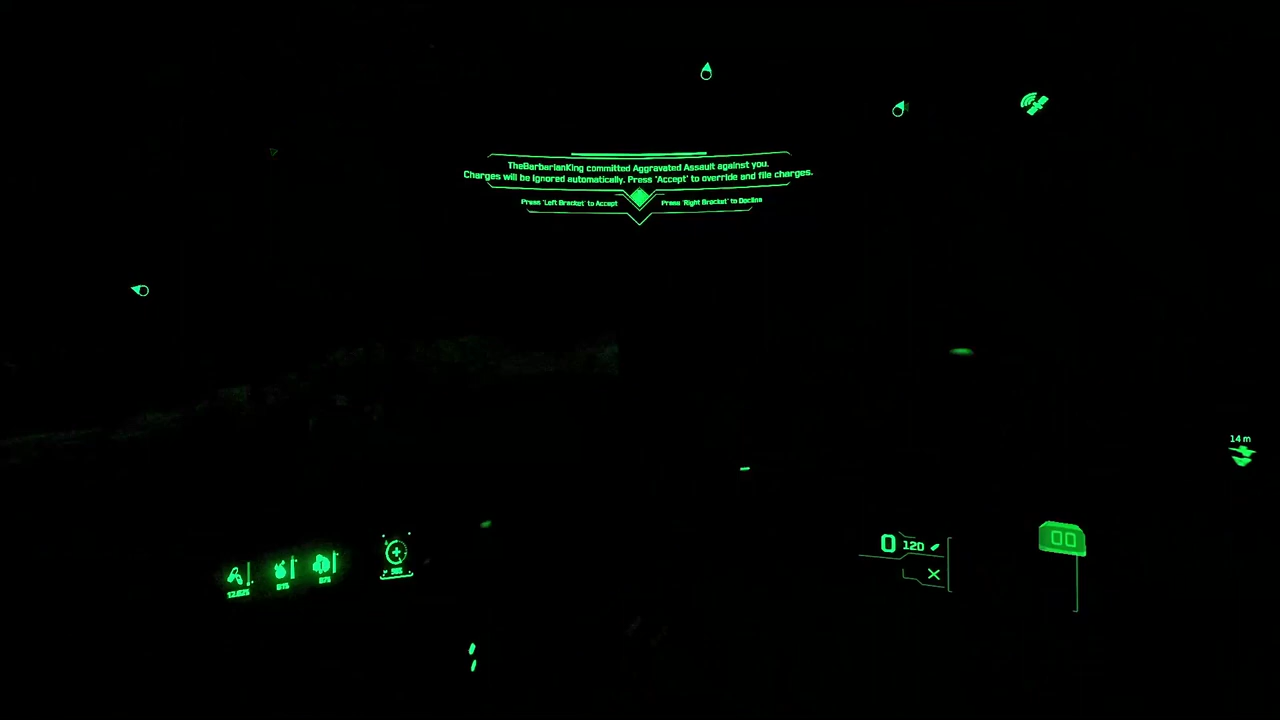 TheBarbarianKing committed Aggravated Assault against you.
Charges will be ignored automatically. Press 'Accept' to override and file charges.
Press 'Left Bracket' to Accept
Press 'Right Bracket' to Decline
14 m
0 120